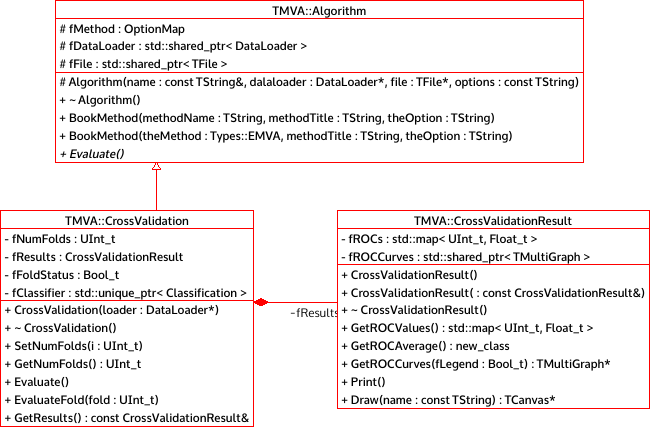 TMVA::Algorithm
# fMethod : OptionMap
# fDataLoader : std::shared_ptr< DataLoader >
# fFile : std::shared_ptr< TFile >
# Algorithm(name : const TString&, dalaloader : DataLoader*, file : TFile*, options : const TString)
+ ~ Algorithm()
+ BookMethod(methodName : TString, methodTitle : TString, theOption : TString)
+ BookMethod(theMethod : Types::EMVA, methodTitle : TString, theOption : TString)
+ Evaluate()
TMVA::CrossValidation
- fNumFolds : UInt_t
- fResults : CrossValidationResult
- fFoldStatus : Bool_t
- fClassifier : std::unique_ptr< Classification >
+ CrossValidation(loader : DataLoader*)
+ ~ CrossValidation()
+ SetNumFolds(i : UInt_t)
+ GetNumFolds() : UInt_t
+ Evaluate()
+ EvaluateFold(fold : UInt_t)
+ GetResults() : const CrossValidationResult&
-fResults
TMVA::CrossValidationResult
- fROCs : std::map< UInt_t, Float_t >
- fROCCurves : std::shared_ptr< TMultiGraph >
+ CrossValidationResult()
+ CrossValidationResult( : const CrossValidationResult&)
+ ~ CrossValidationResult()
+ GetROCValues() : std::map< UInt_t, Float_t >
+ GetROCAverage() : new_class
+ GetROCCurves(fLegend : Bool_t) : TMultiGraph*
+ Print()
+ Draw(name : const TString) : TCanvas*